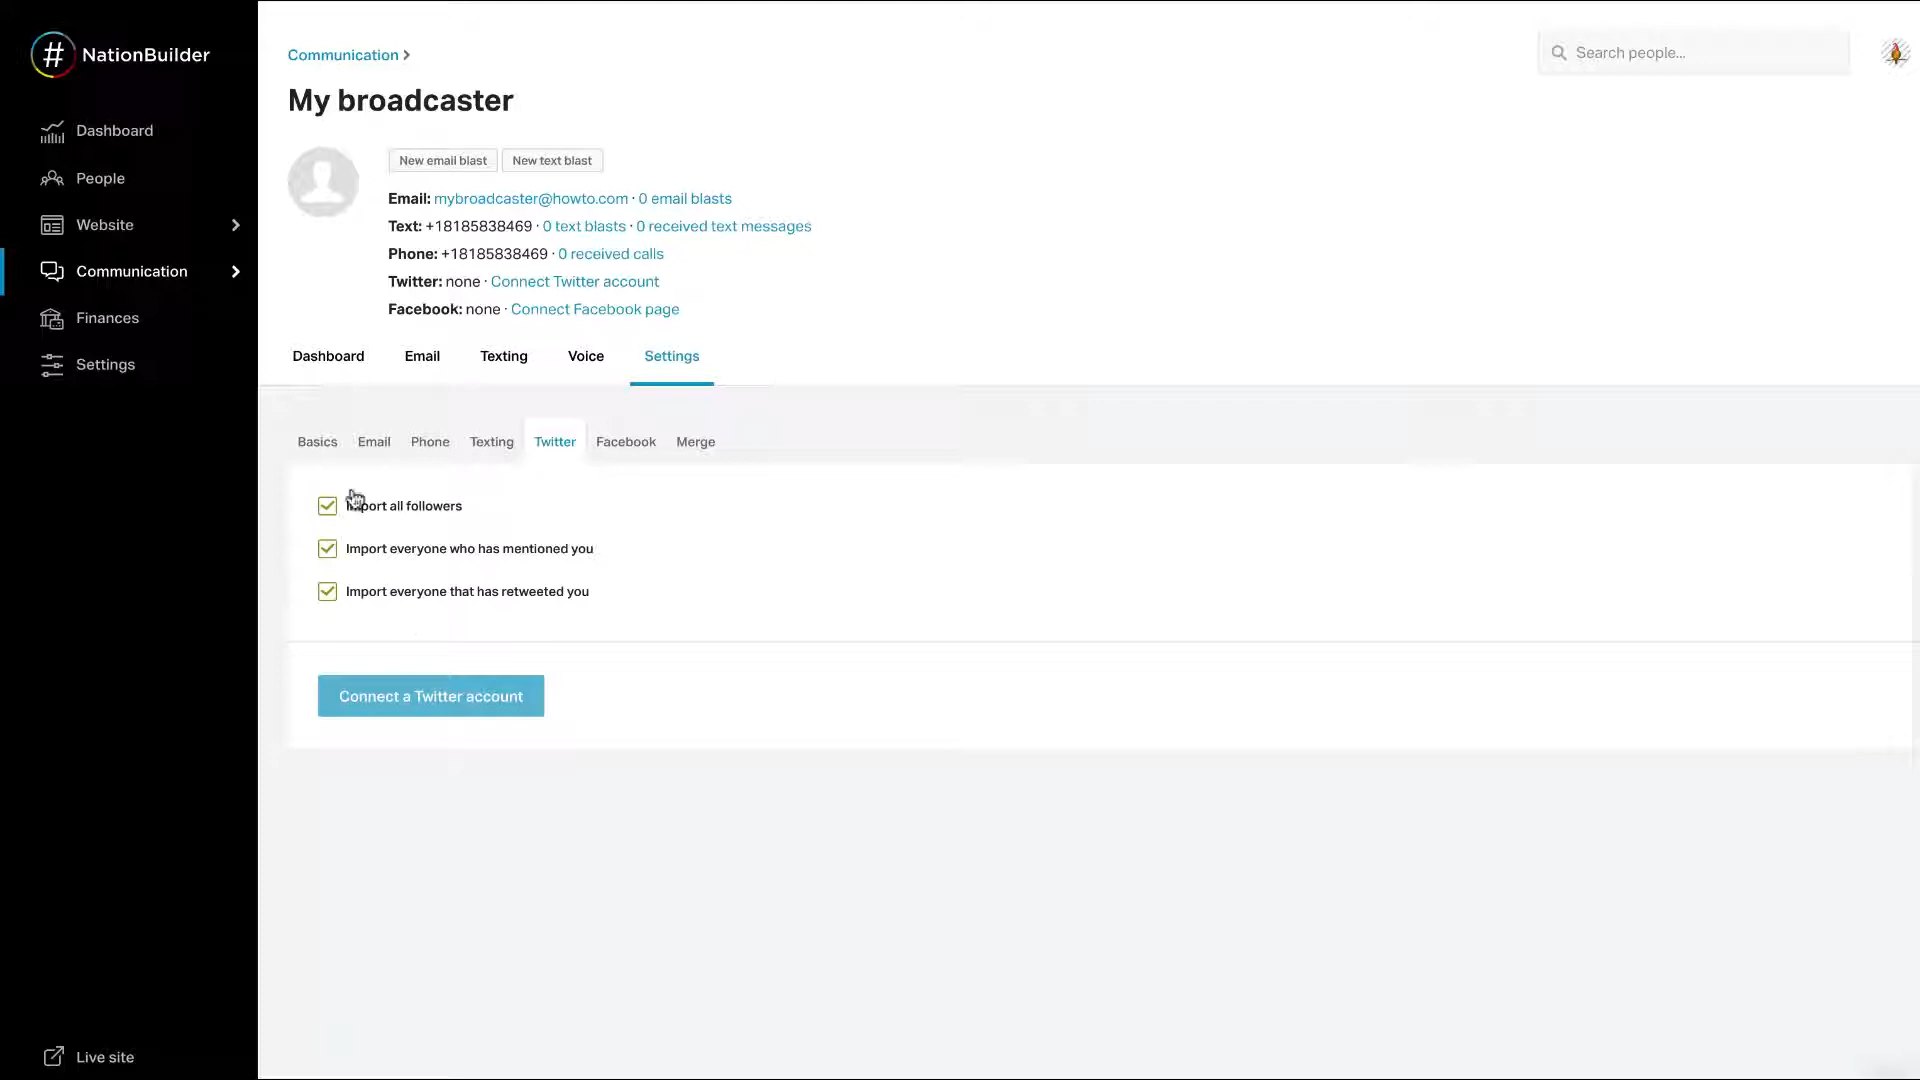 # NationBuilder
Dashboard
People
Website
Communication
Finances
Settings
Live site
Communication
Search people...
My broadcaster
New email blast New text blast
Email: mybroadcaster@howto.com · 0 email blasts
Text: +18185838469 · 0 text blasts · 0 received text messages
Phone: +18185838469 · 0 received calls
Twitter: none · Connect Twitter account
Facebook: none · Connect Facebook page
Dashboard Email Texting Voice Settings
Basics Email Phone Texting Twitter Facebook Merge
Import all followers
Import everyone who has mentioned you
Import everyone that has retweeted you
Connect a Twitter account